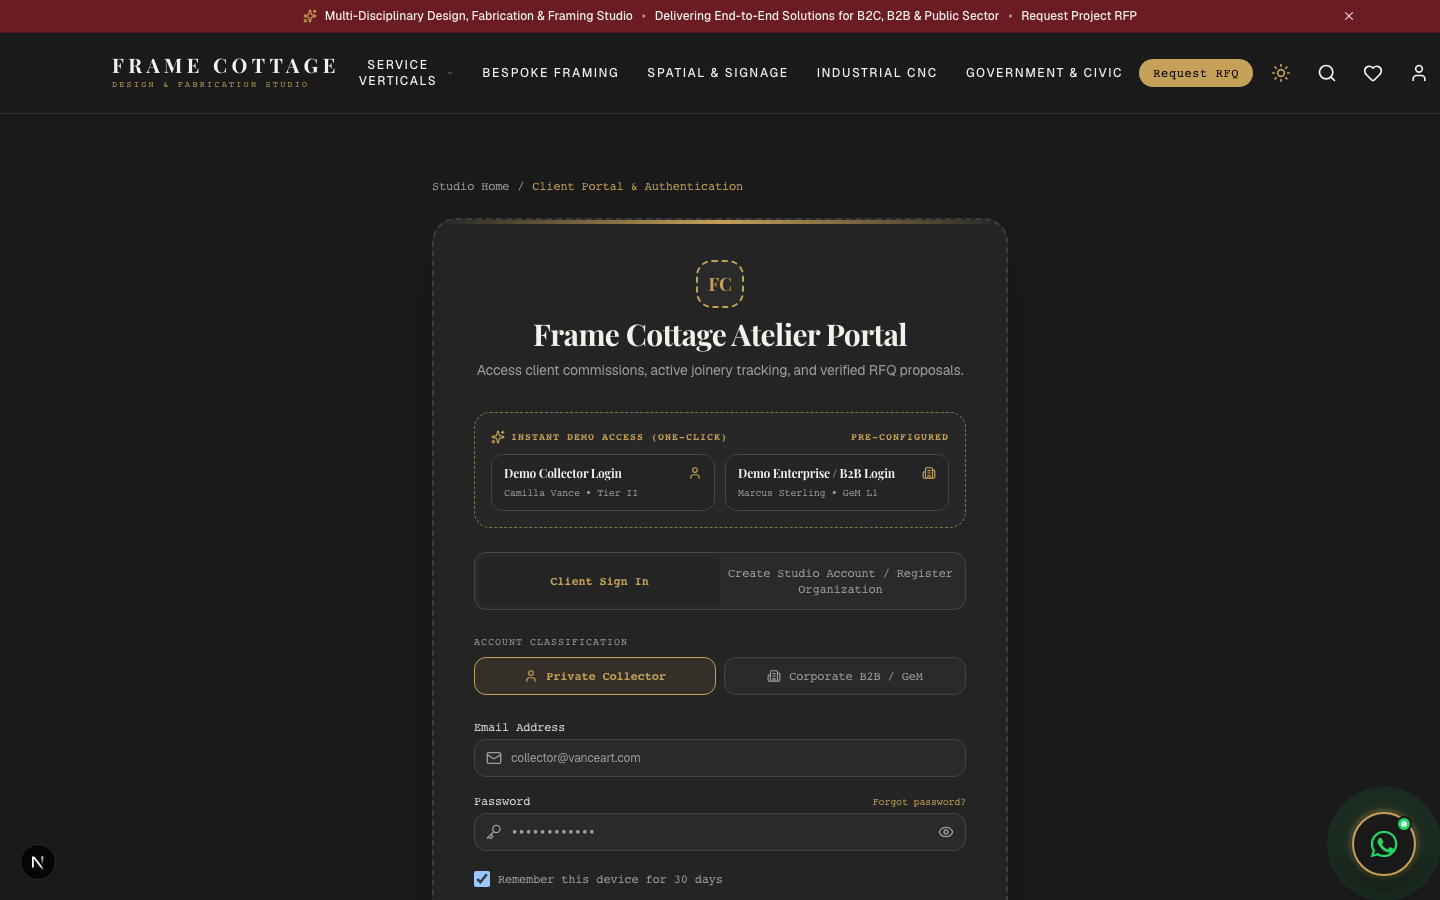 Multi-Disciplinary Design, Fabrication & Framing Studio • Delivering End-to-End Solutions for B2C, B2B & Public Sector • Request Project RFP
FRAME COTTAGE
DESIGN & FABRICATION STUDIO
SERVICE
VERTICALS
BESPOKE FRAMING
SPATIAL & SIGNAGE
INDUSTRIAL CNC
GOVERNMENT & CIVIC
Request RFQ
Studio Home / Client Portal & Authentication
FC
Frame Cottage Atelier Portal
Access client commissions, active joinery tracking, and verified RFQ proposals.
INSTANT DEMO ACCESS (ONE-CLICK)
PRE-CONFIGURED
Demo Collector Login
Camilla Vance • Tier II
Demo Enterprise / B2B Login
Marcus Sterling • GeM L1
Client Sign In
Create Studio Account / Register
Organization
ACCOUNT CLASSIFICATION
Private Collector
Corporate B2B / GeM
Email Address
collector@vanceart.com
Password
Forgot password?
••••••••••••
Remember this device for 30 days
N